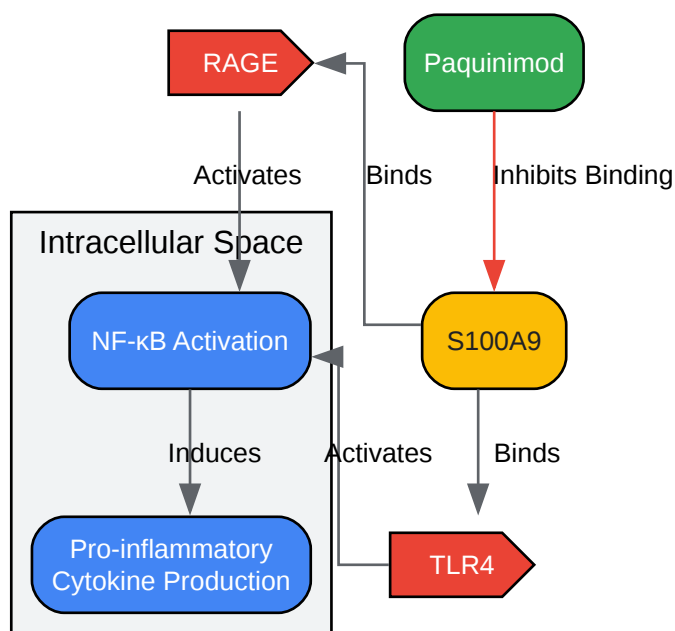 RAGE
Paquinimod
Activates
Binds
Inhibits Binding
Intracellular Space
NF-κB Activation
S100A9
Induces
Activates
Binds
Pro-inflammatory
Cytokine Production
TLR4